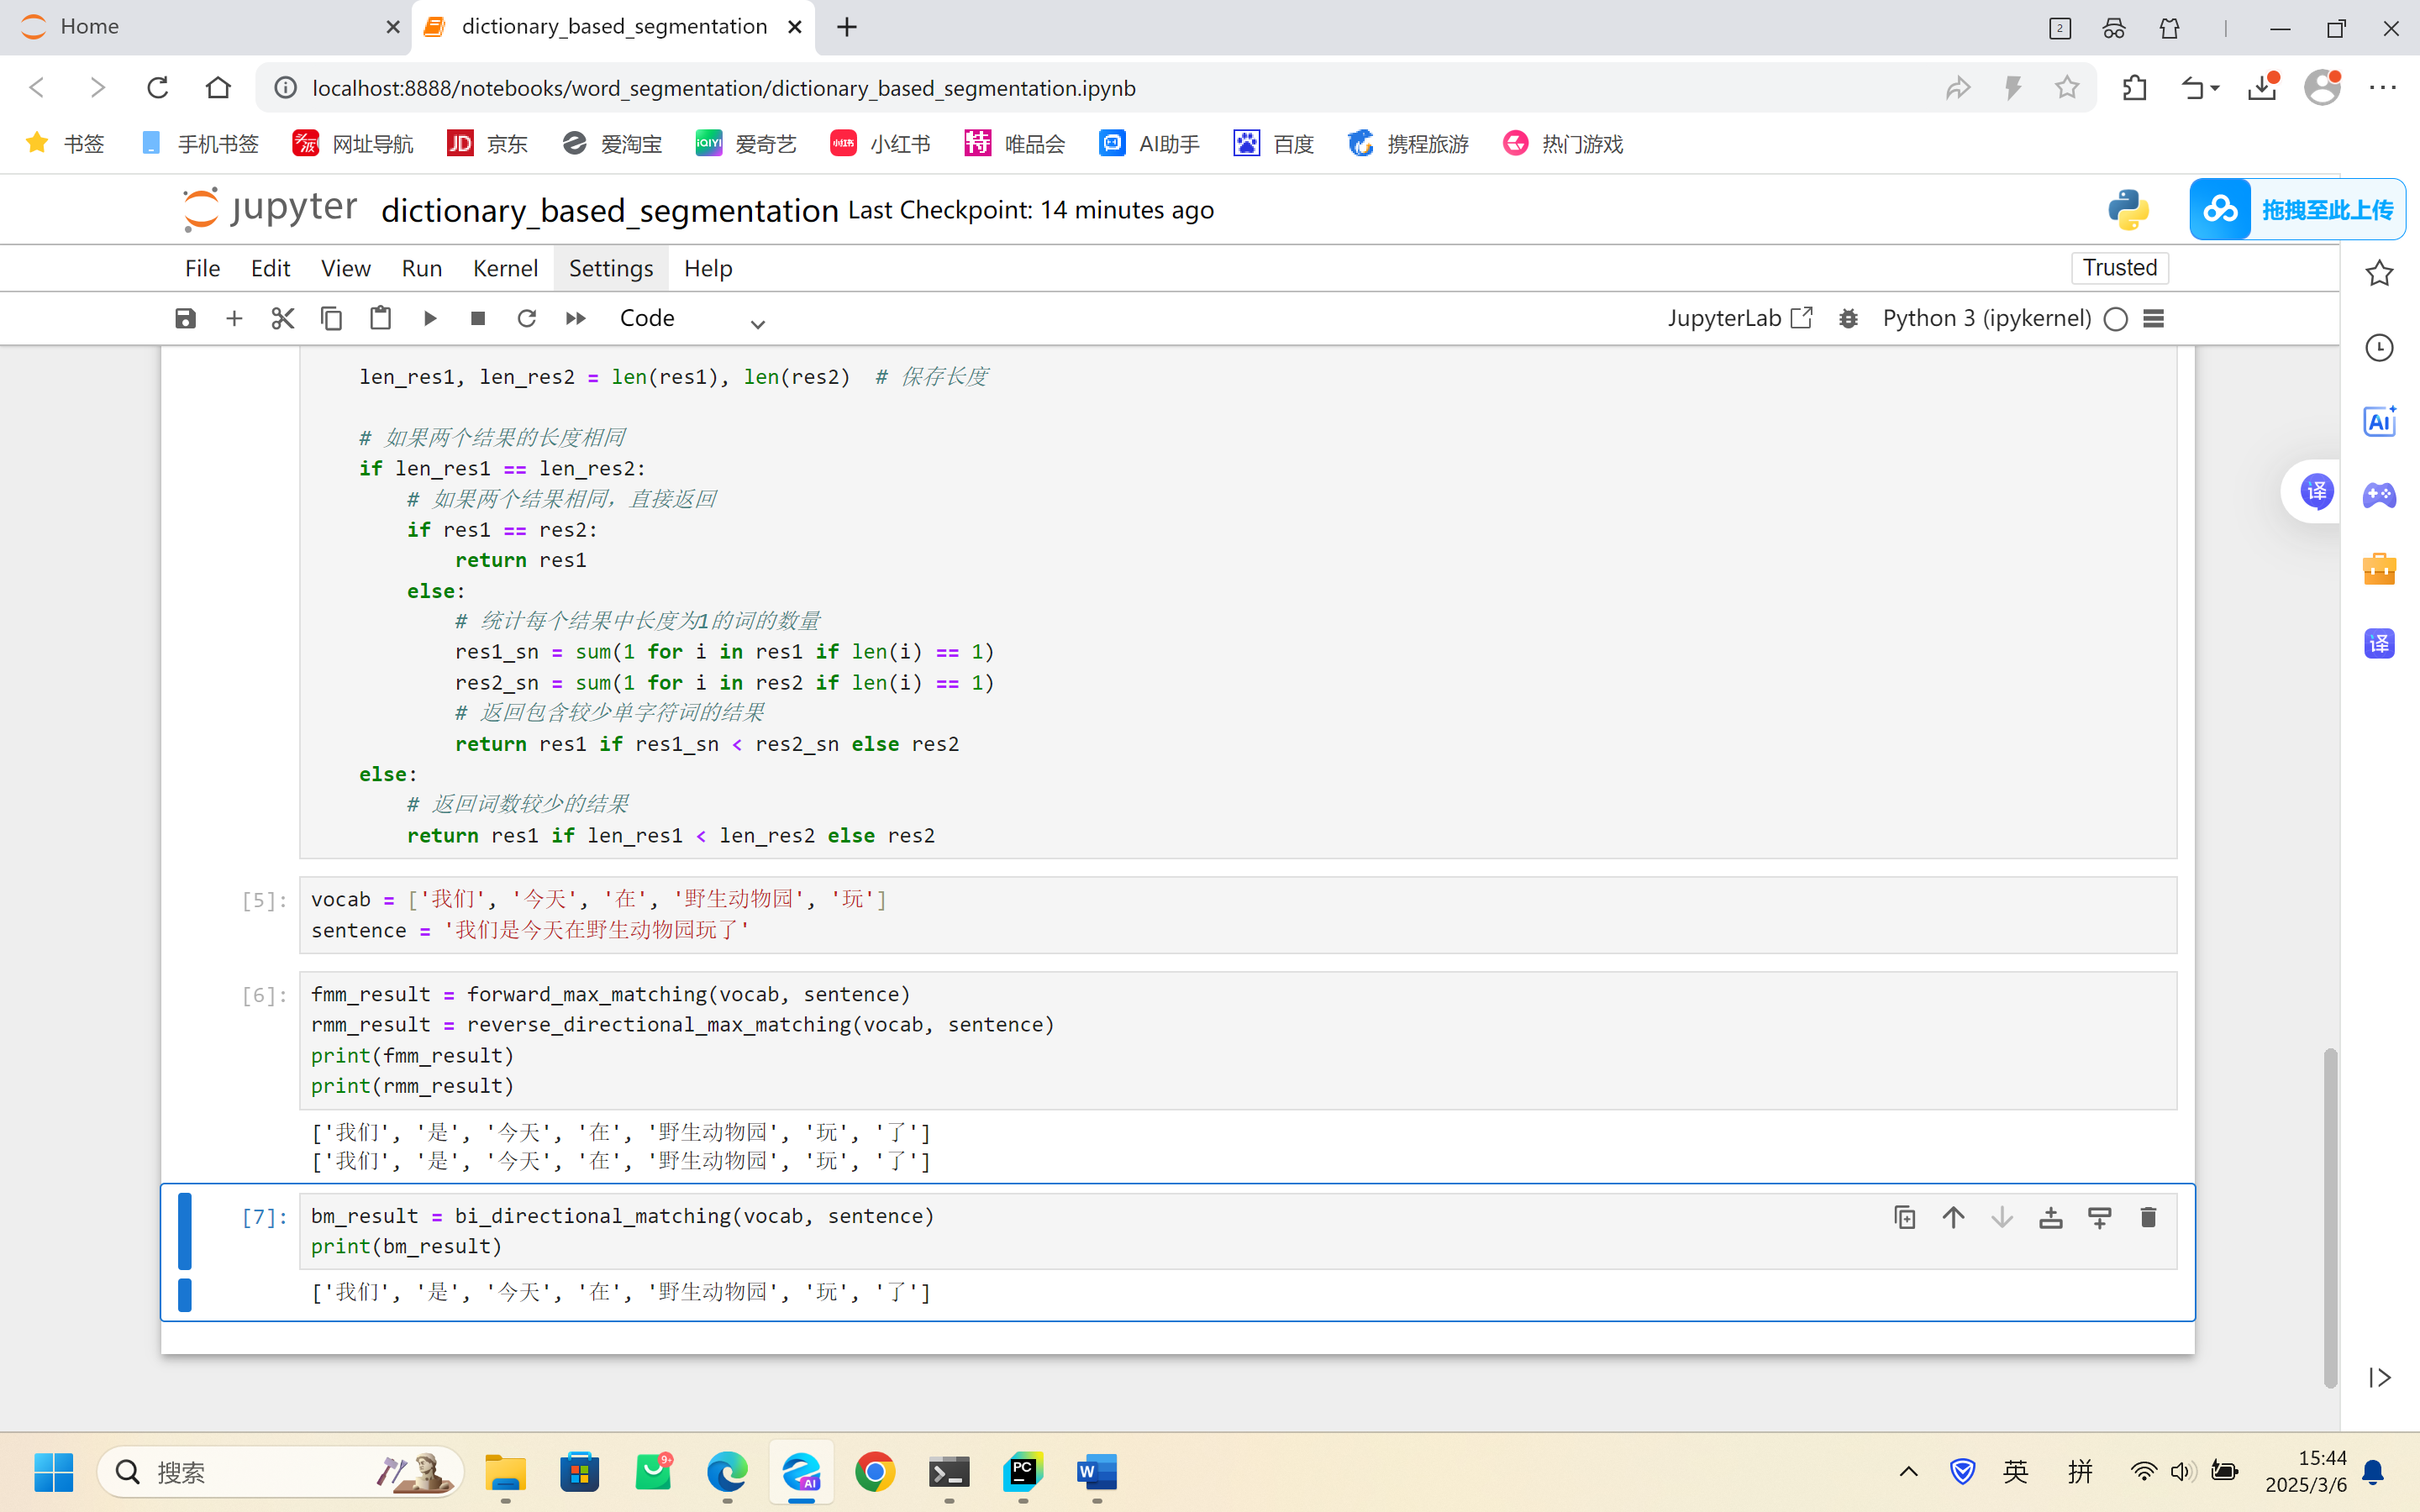 Home
dictionary_based_segmentation
2
localhost:8888/notebooks/word_segmentation/dictionary_based_segmentation.ipynb
书签 手机书签 网址导航 JD 京东 爱淘宝 iQIYI 爱奇艺 小红书 小红书 特 唯品会 AI助手 百度 携程旅游 热门游戏
jupyter dictionary_based_segmentation Last Checkpoint: 14 minutes ago
拖拽至此上传
File Edit View Run Kernel Settings Help Trusted
Code JupyterLab Python 3 (ipykernel)
len_res1, len_res2 = len(res1), len(res2)  # 保存长度
# 如果两个结果的长度相同
if len_res1 == len_res2:
# 如果两个结果相同，直接返回
if res1 == res2:
return res1
else:
# 统计每个结果中长度为1的词的数量
res1_sn = sum(1 for i in res1 if len(i) == 1)
res2_sn = sum(1 for i in res2 if len(i) == 1)
# 返回包含较少单字符词的结果
return res1 if res1_sn < res2_sn else res2
else:
# 返回词数较少的结果
return res1 if len_res1 < len_res2 else res2
[5]: vocab = ['我们', '今天', '在', '野生动物园', '玩']
sentence = '我们是今天在野生动物园玩了'
[6]: fmm_result = forward_max_matching(vocab, sentence)
rmm_result = reverse_directional_max_matching(vocab, sentence)
print(fmm_result)
print(rmm_result)
['我们', '是', '今天', '在', '野生动物园', '玩', '了']
['我们', '是', '今天', '在', '野生动物园', '玩', '了']
[7]: bm_result = bi_directional_matching(vocab, sentence)
print(bm_result)
['我们', '是', '今天', '在', '野生动物园', '玩', '了']
AI
译
译
搜索
9+
AI
PC
W
英 拼
15:44
2025/3/6